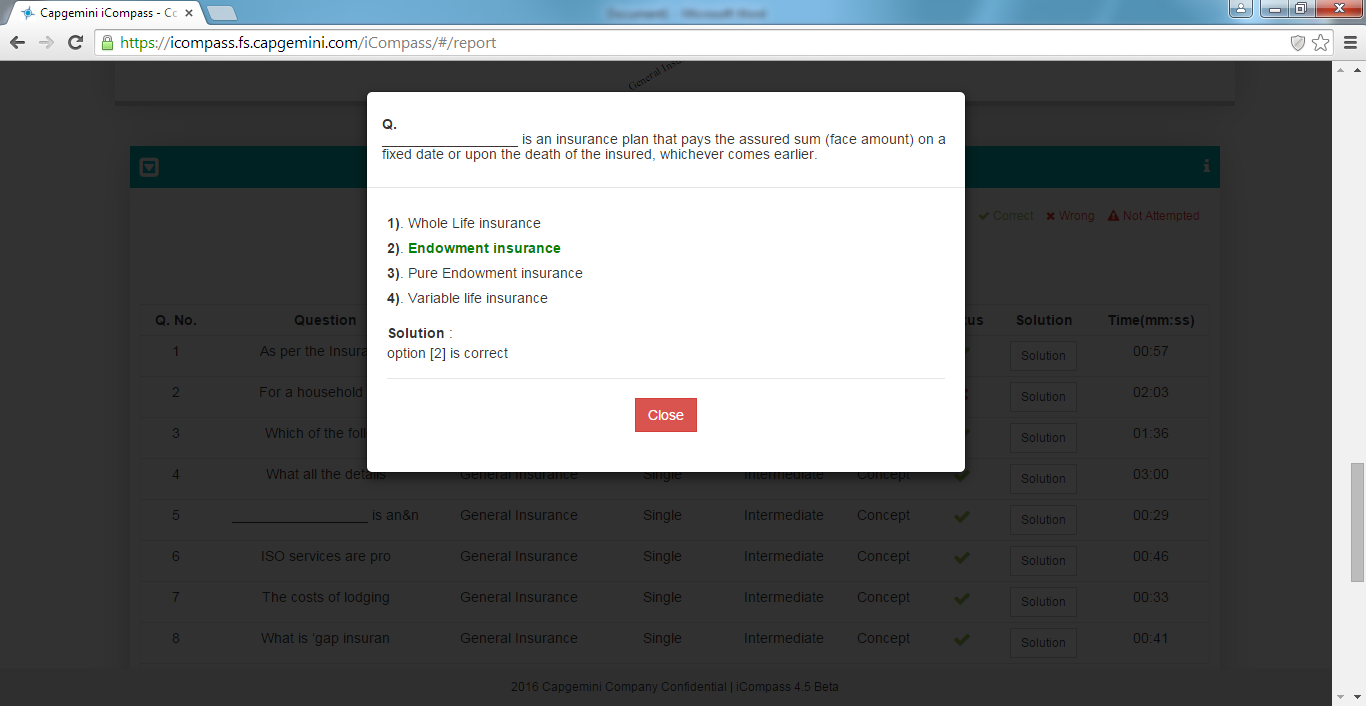 Capgemini iCompass - Co
Document1 - Microsoft Word
https://icompass.fs.capgemini.com/iCompass/#/report
General Insu
Q.
_________________ is an insurance plan that pays the assured sum (face amount) on a
fixed date or upon the death of the insured, whichever comes earlier.
1). Whole Life insurance
2). Endowment insurance
3). Pure Endowment insurance
4). Variable life insurance
Solution :
option [2] is correct
Close
Correct Wrong Not Attempted
Q. No. Question tus Solution Time(mm:ss)
1 As per the Insura Solution 00:57
2 For a household Solution 02:03
3 Which of the foll Solution 01:36
4 What all the details General Insurance Single Intermediate Concept Solution 03:00
5 _________________ is an&n General Insurance Single Intermediate Concept Solution 00:29
6 ISO services are pro General Insurance Single Intermediate Concept Solution 00:46
7 The costs of lodging General Insurance Single Intermediate Concept Solution 00:33
8 What is 'gap insuran General Insurance Single Intermediate Concept Solution 00:41
2016 Capgemini Company Confidential | iCompass 4.5 Beta